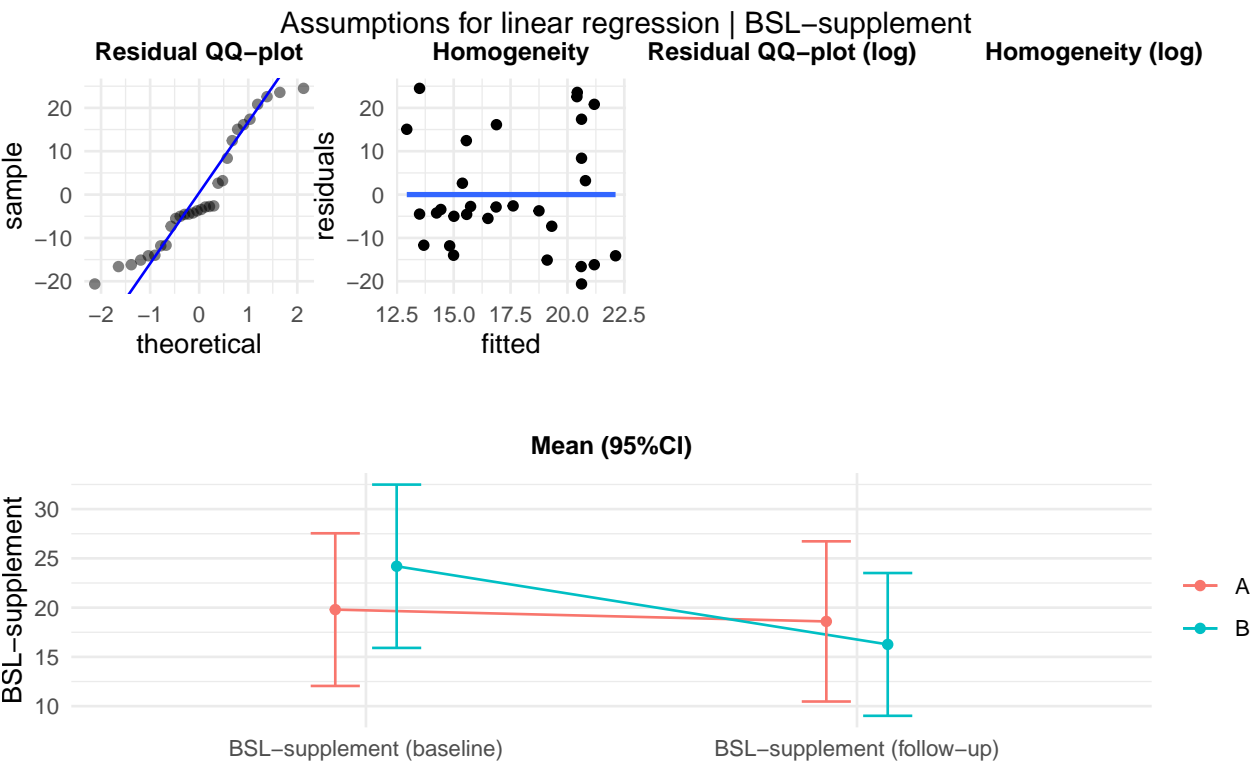 Assumptions for linear regression | BSL−supplement
Residual QQ−plot
Homogeneity
Residual QQ−plot (log)
Homogeneity (log)
sample
20
10
0
−10
−20
−2 −1 0 1 2
theoretical
residuals
20
10
0
−10
−20
12.5 15.0 17.5 20.0 22.5
fitted
Mean (95%CI)
BSL−supplement
30
25
20
15
10
BSL−supplement (baseline)
BSL−supplement (follow−up)
A
B